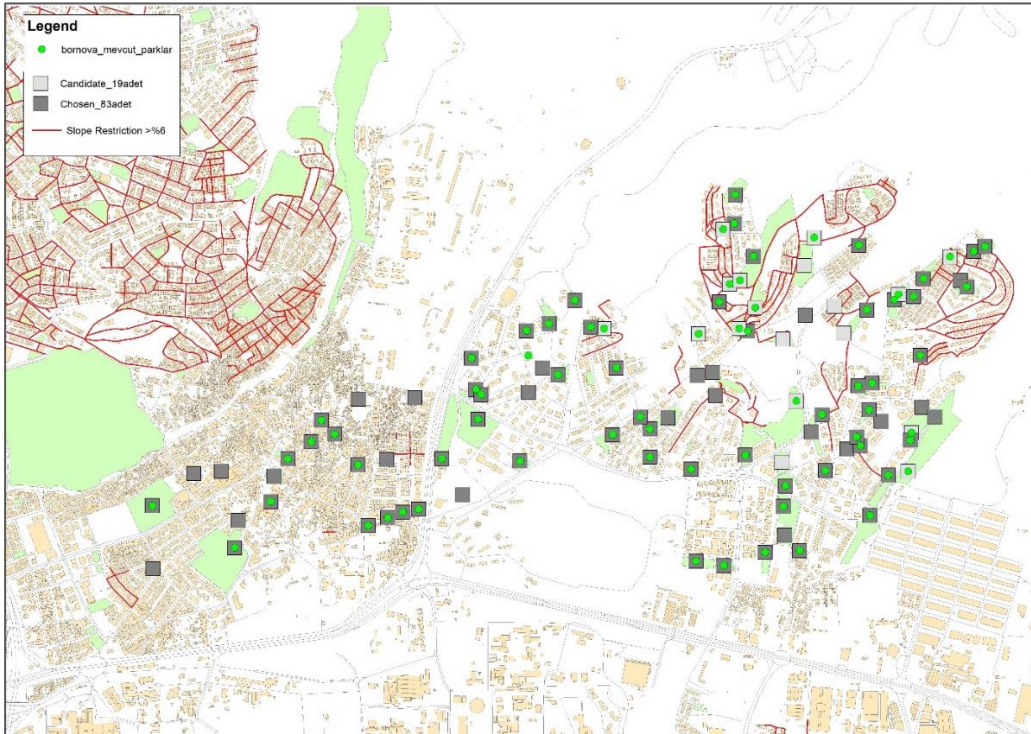 Legend
bornova_mevcut_parklar
Candidate_19adet
Chosen_83adet
Slope Restriction >%6